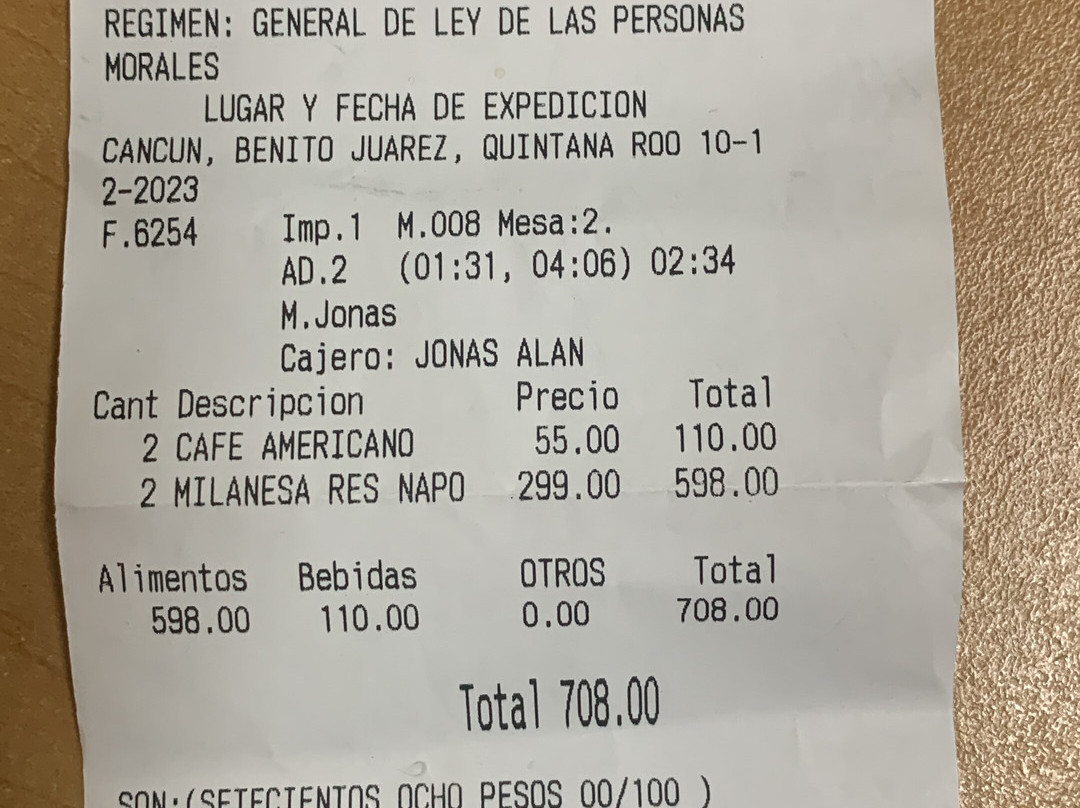 REGIMEN: GENERAL DE LEY DE LAS PERSONAS
MORALES
LUGAR Y FECHA DE EXPEDICION
CANCUN, BENITO JUAREZ, QUINTANA ROO 10-1
2-2023
F.6254 Imp.1 M.008 Mesa:2.
AD.2 (01:31, 04:06) 02:34
M.Jonas
Cajero: JONAS ALAN
Cant Descripcion Precio Total
2 CAFE AMERICANO 55.00 110.00
2 MILANESA RES NAPO 299.00 598.00
Alimentos Bebidas OTROS Total
598.00 110.00 0.00 708.00
Total 708.00
SON:(SETECIENTOS OCHO PESOS 00/100 )